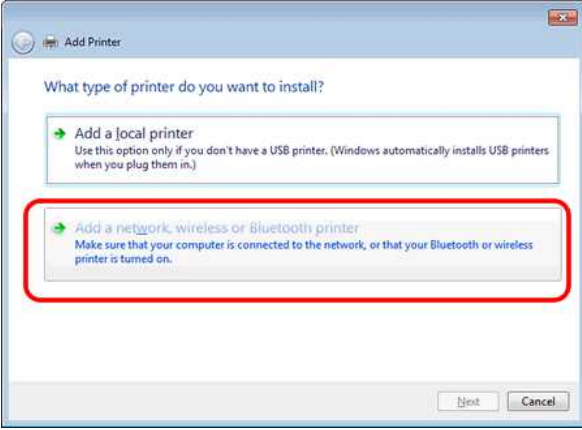 Add Printer
What type of printer do you want to install?
Add a local printer
Use this option only if you don't have a USB printer. (Windows automatically installs USB printers
when you plug them in.)
Add a network, wireless or Bluetooth printer
Make sure that your computer is connected to the network, or that your Bluetooth or wireless
printer is turned on.
Next Cancel